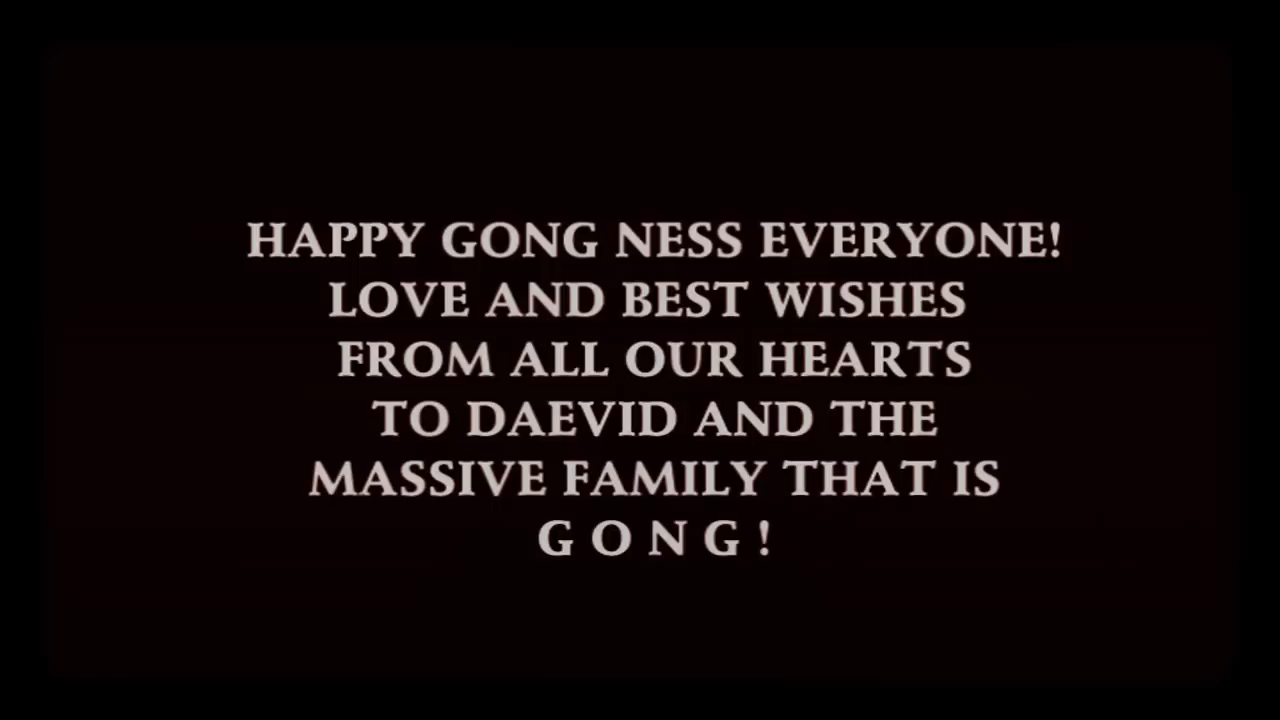 HAPPY GONG NESS EVERYONE!
LOVE AND BEST WISHES
FROM ALL OUR HEARTS
TO DAEVID AND THE
MASSIVE FAMILY THAT IS
G O N G !